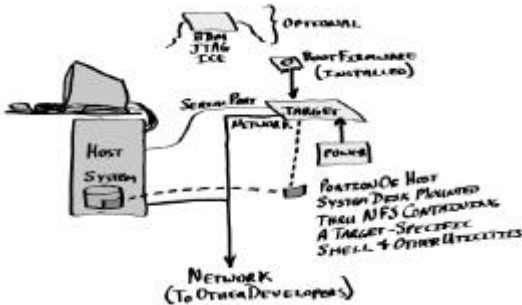 OPTIONAL
BDM
JTAG
ICE
BOOT FIRMWARE
(INSTALLED)
SERIAL PORT
TARGET
NETWORK
HOST
SYSTEM
POWER
PORTION OF HOST
SYSTEM DISK MOUNTED
THRU NFS CONTAINING
A TARGET-SPECIFIC
SHELL & OTHER UTILITIES
NETWORK
(TO OTHER DEVELOPERS)